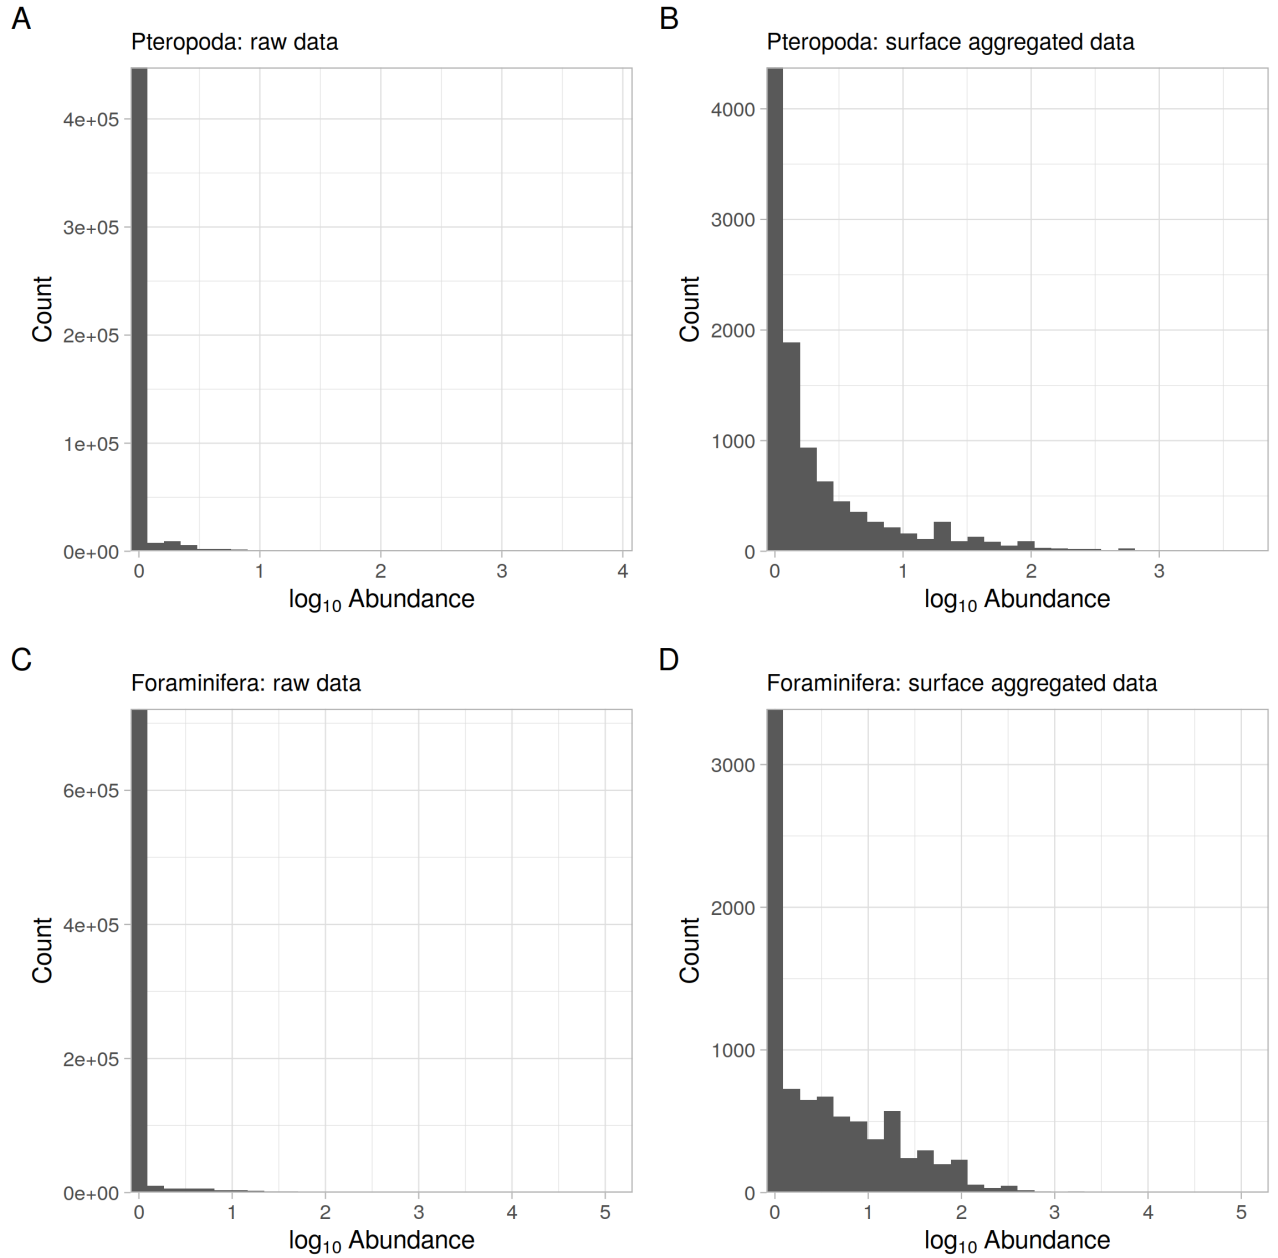 A
Pteropoda: raw data
4e+05
3e+05
2e+05
1e+05
0e+00
Count
0 1 2 3 4
log10 Abundance
B
Pteropoda: surface aggregated data
4000
3000
2000
1000
0
Count
0 1 2 3
log10 Abundance
C
Foraminifera: raw data
6e+05
4e+05
2e+05
0e+00
Count
0 1 2 3 4 5
log10 Abundance
D
Foraminifera: surface aggregated data
3000
2000
1000
0
Count
0 1 2 3 4 5
log10 Abundance